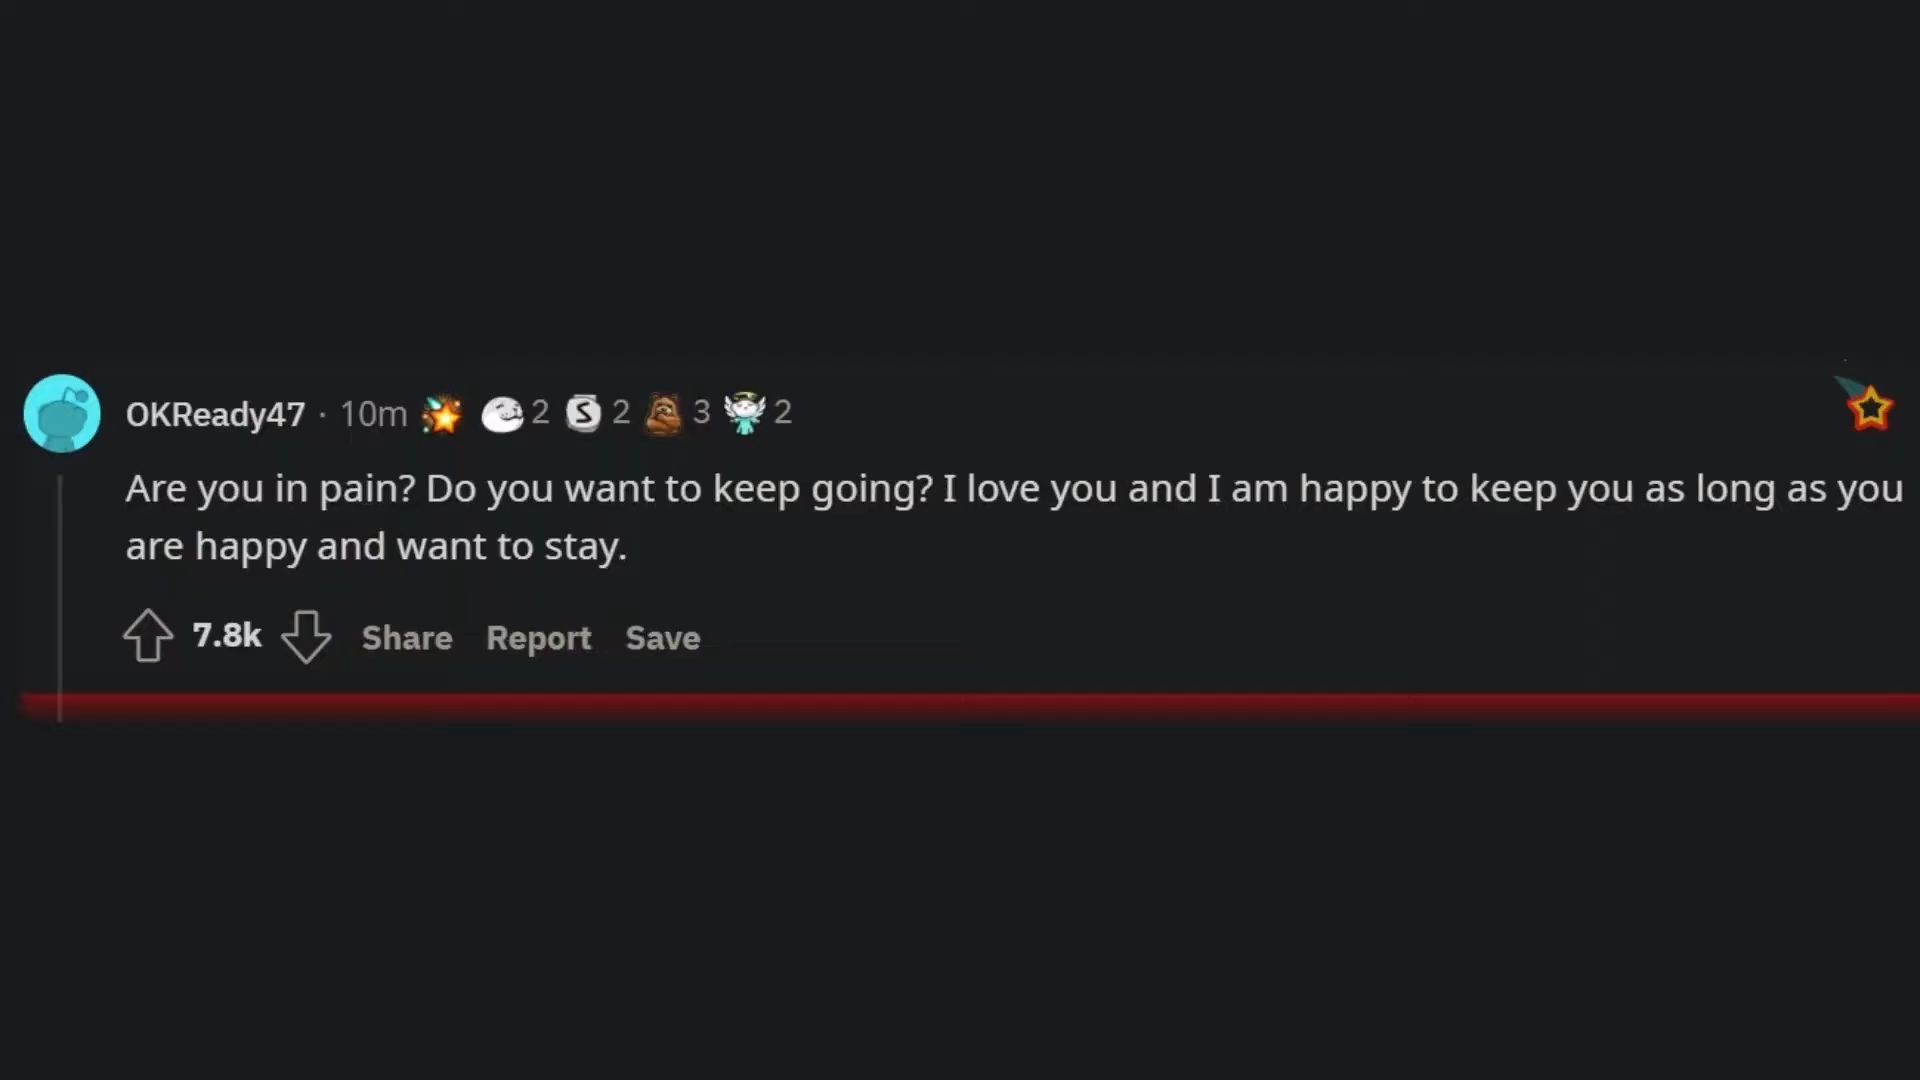 OKReady47 · 10m 2 2 3 2
Are you in pain? Do you want to keep going? I love you and I am happy to keep you as long as you
are happy and want to stay.
7.8k Share Report Save